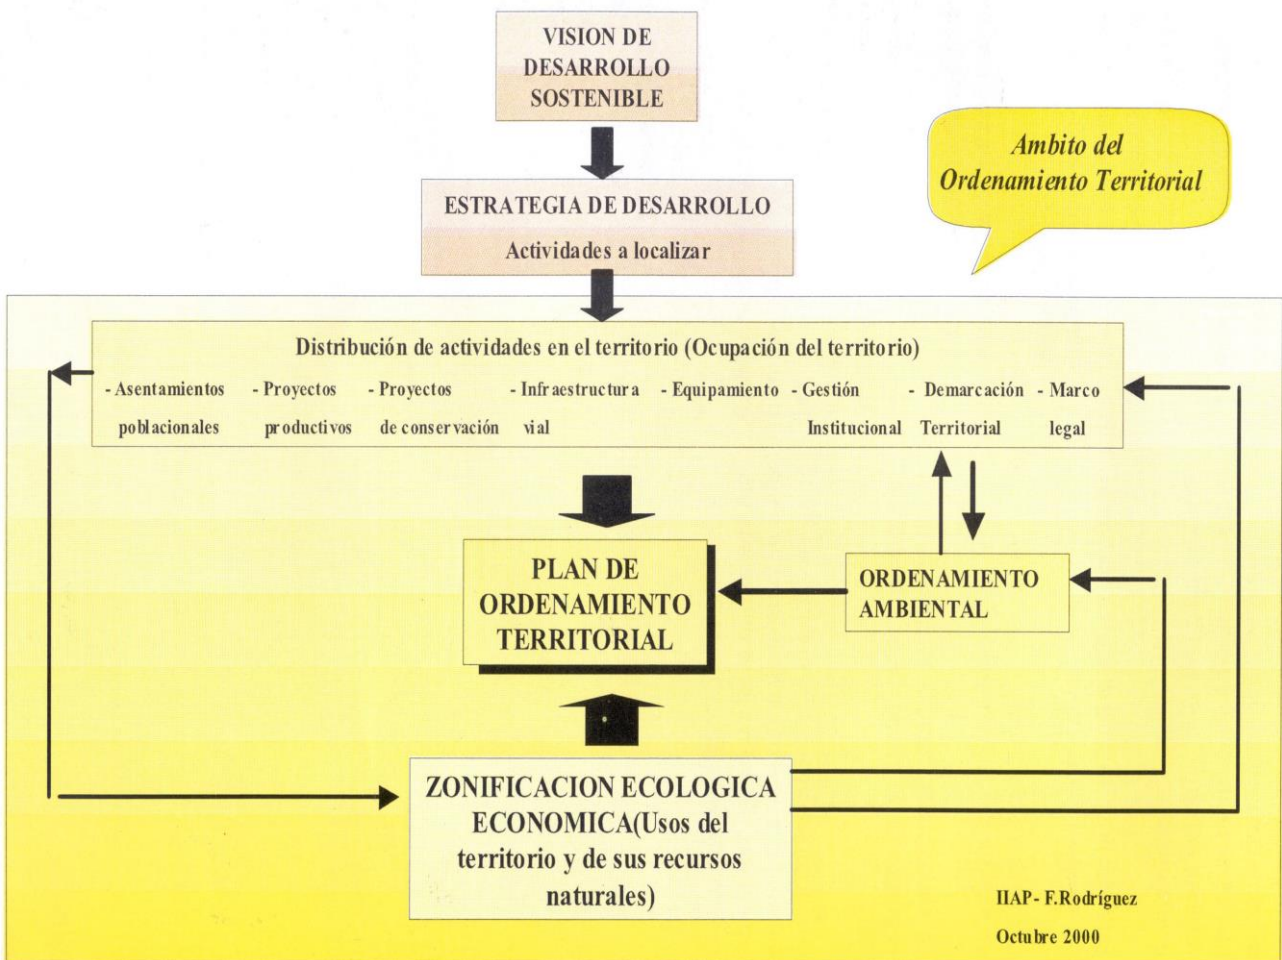 VISION DE
DESARROLLO
SOSTENIBLE
ESTRATEGIA DE DESARROLLO
Actividades a localizar
Ambito del
Ordenamiento Territorial
Distribución de actividades en el territorio (Ocupación del territorio)
- Asentamientos - Proyectos - Proyectos - Infraestructura - Equipamiento - Gestión - Demarcación - Marco
poblacionales productivos de conservación vial Institucional Territorial legal
PLAN DE
ORDENAMIENTO
TERRITORIAL
ORDENAMIENTO
AMBIENTAL
ZONIFICACION ECOLOGICA
ECONOMICA(Usos del
territorio y de sus recursos
naturales)
IIAP- F.Rodríguez
Octubre 2000